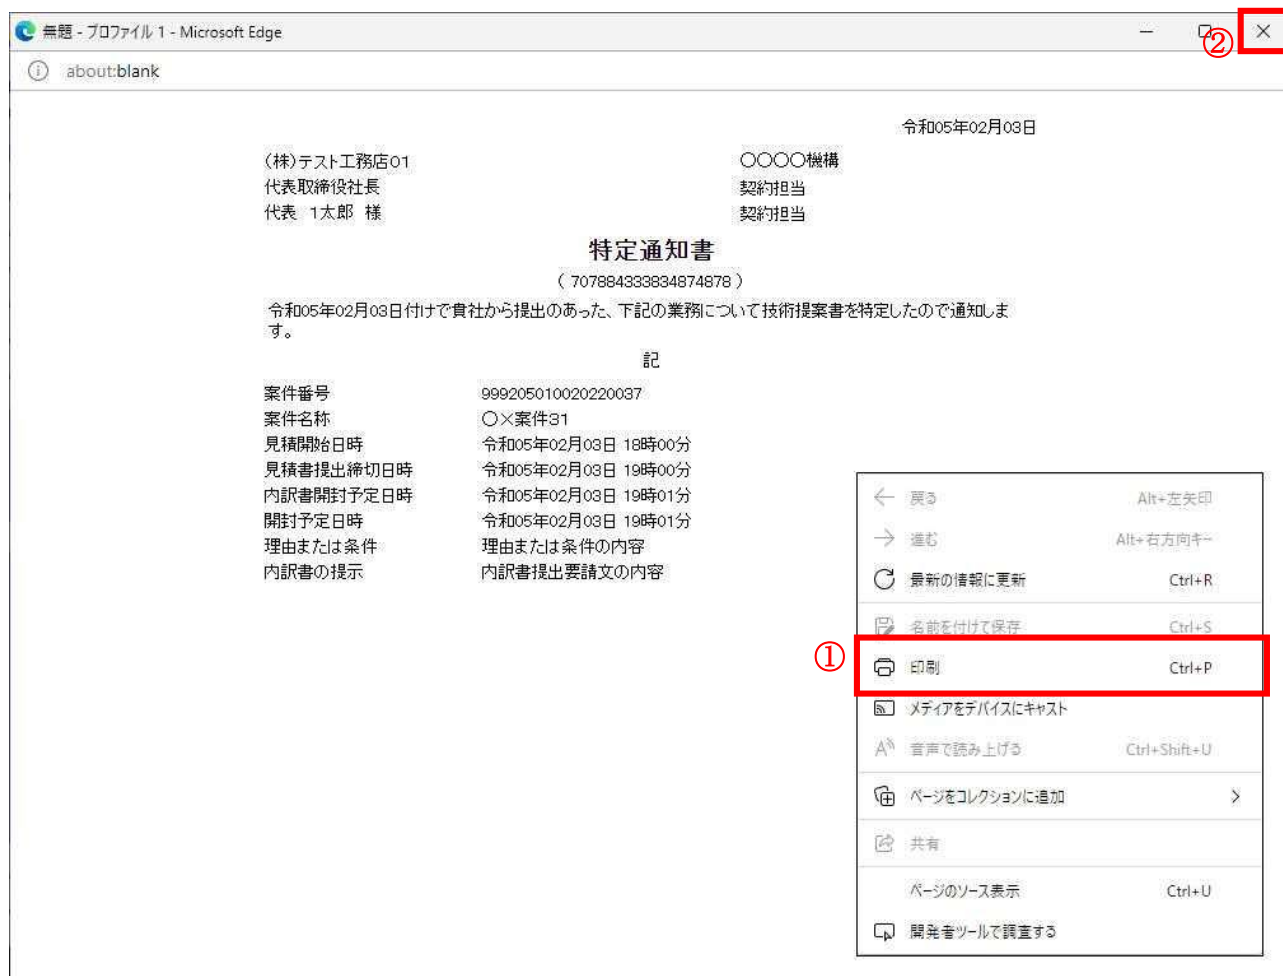 無題 - プロファイル 1 - Microsoft Edge
②
about:blank
令和05年02月03日
(株)テスト工務店01
〇〇〇〇機構
代表取締役社長
契約担当
代表 1太郎 様
契約担当
特定通知書
( 707884333834874878 )
令和05年02月03日付けで貴社から提出のあった、下記の業務について技術提案書を特定したので通知しま
す。
記
案件番号 999205010020220037
案件名称 〇×案件31
見積開始日時 令和05年02月03日 18時00分
見積書提出締切日時 令和05年02月03日 19時00分
内訳書開封予定日時 令和05年02月03日 19時01分
開封予定日時 令和05年02月03日 19時01分
理由または条件 理由または条件の内容
内訳書の提示 内訳書提出要請文の内容
戻る Alt+左矢印
進む Alt+右方向キー
最新の情報に更新 Ctrl+R
名前を付けて保存 Ctrl+S
①
印刷 Ctrl+P
メディアをデバイスにキャスト
音声で読み上げる Ctrl+Shift+U
ページをコレクションに追加
共有
ページのソース表示 Ctrl+U
開発者ツールで調査する